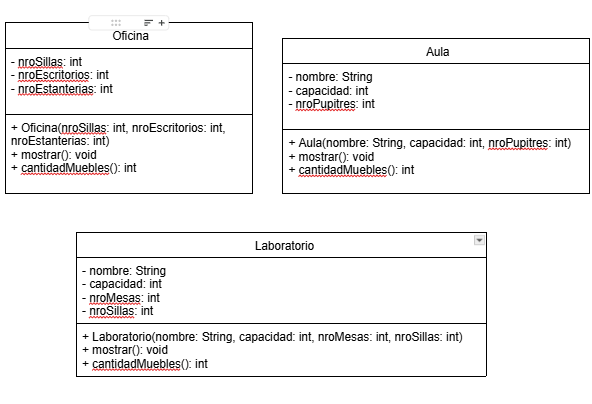 Oficina
- nroSillas: int
- nroEscritorios: int
- nroEstanterias: int
+ Oficina(nroSillas: int, nroEscritorios: int,
nroEstanterias: int)
+ mostrar(): void
+ cantidadMuebles(): int
Aula
- nombre: String
- capacidad: int
- nroPupitres: int
+ Aula(nombre: String, capacidad: int, nroPupitres: int)
+ mostrar(): void
+ cantidadMuebles(): int
Laboratorio
- nombre: String
- capacidad: int
- nroMesas: int
- nroSillas: int
+ Laboratorio(nombre: String, capacidad: int, nroMesas: int, nroSillas: int)
+ mostrar(): void
+ cantidadMuebles(): int